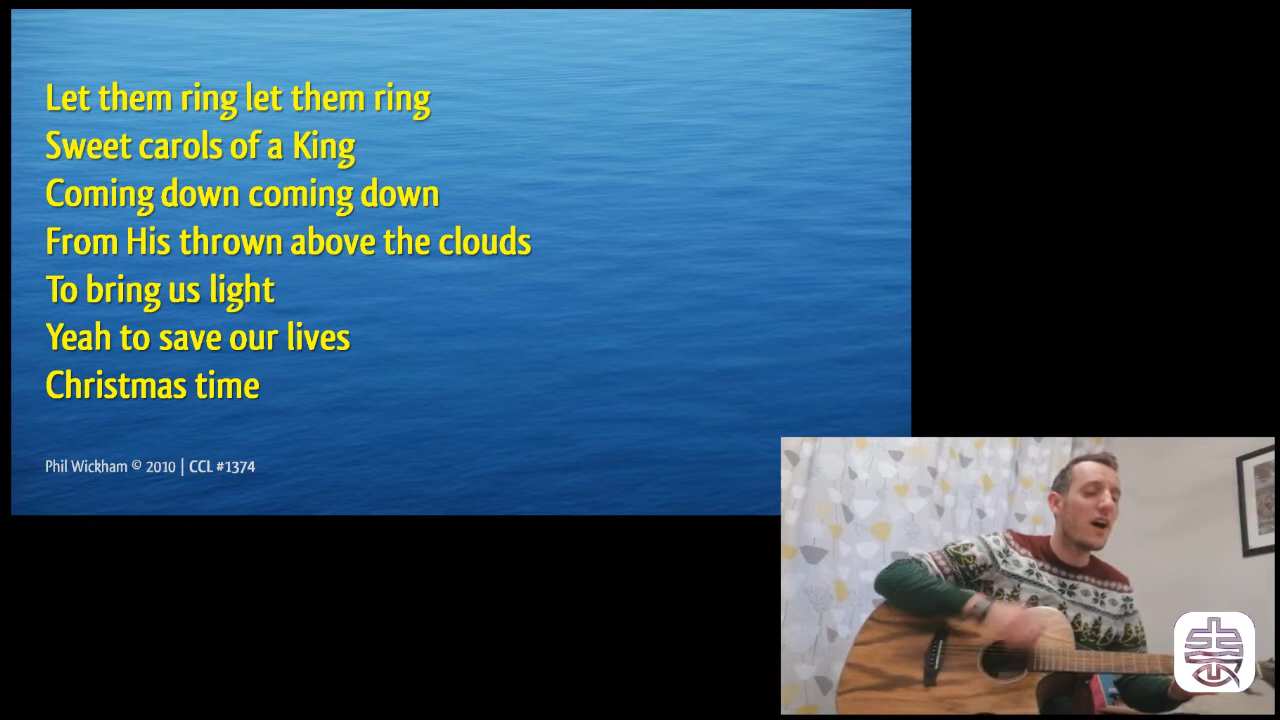 Let them ring let them ring
Sweet carols of a King
Coming down coming down
From His thrown above the clouds
To bring us light
Yeah to save our lives
Christmas time
Phil Wickham © 2010 | CCL #1374